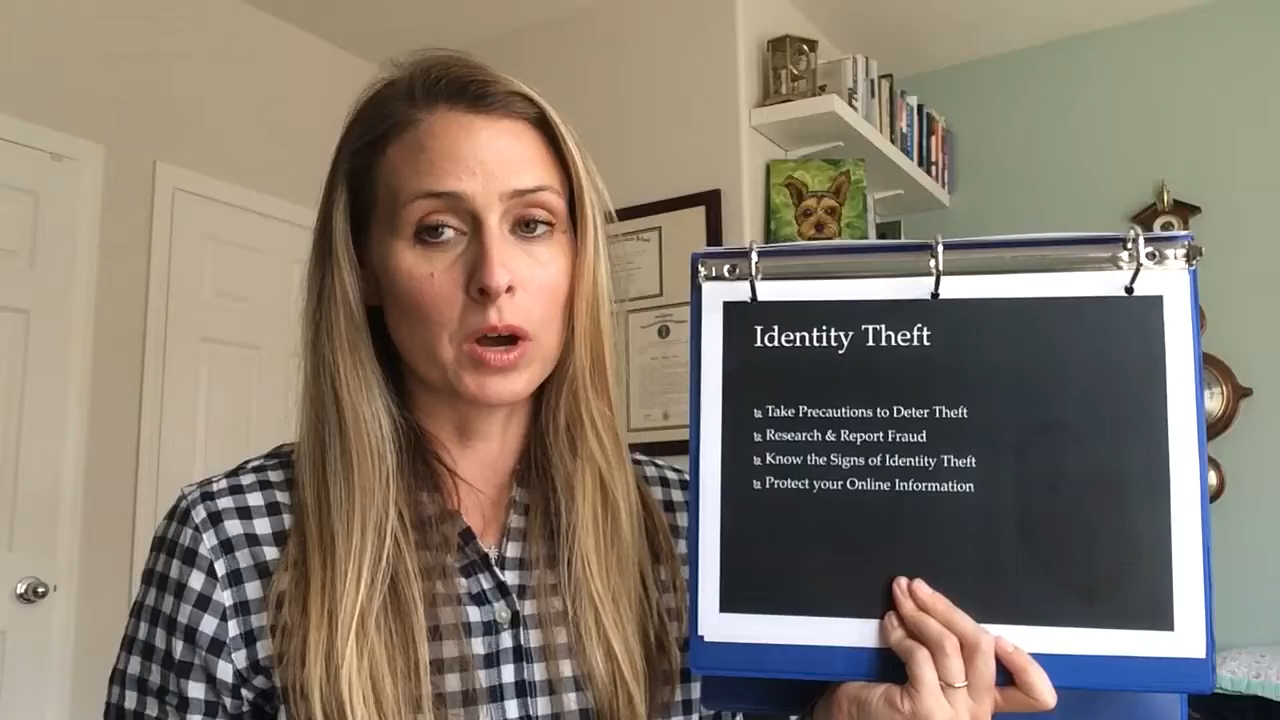 Identity Theft
Take Precautions to Deter Theft
Research & Report Fraud
Know the Signs of Identity Theft
Protect your Online Information